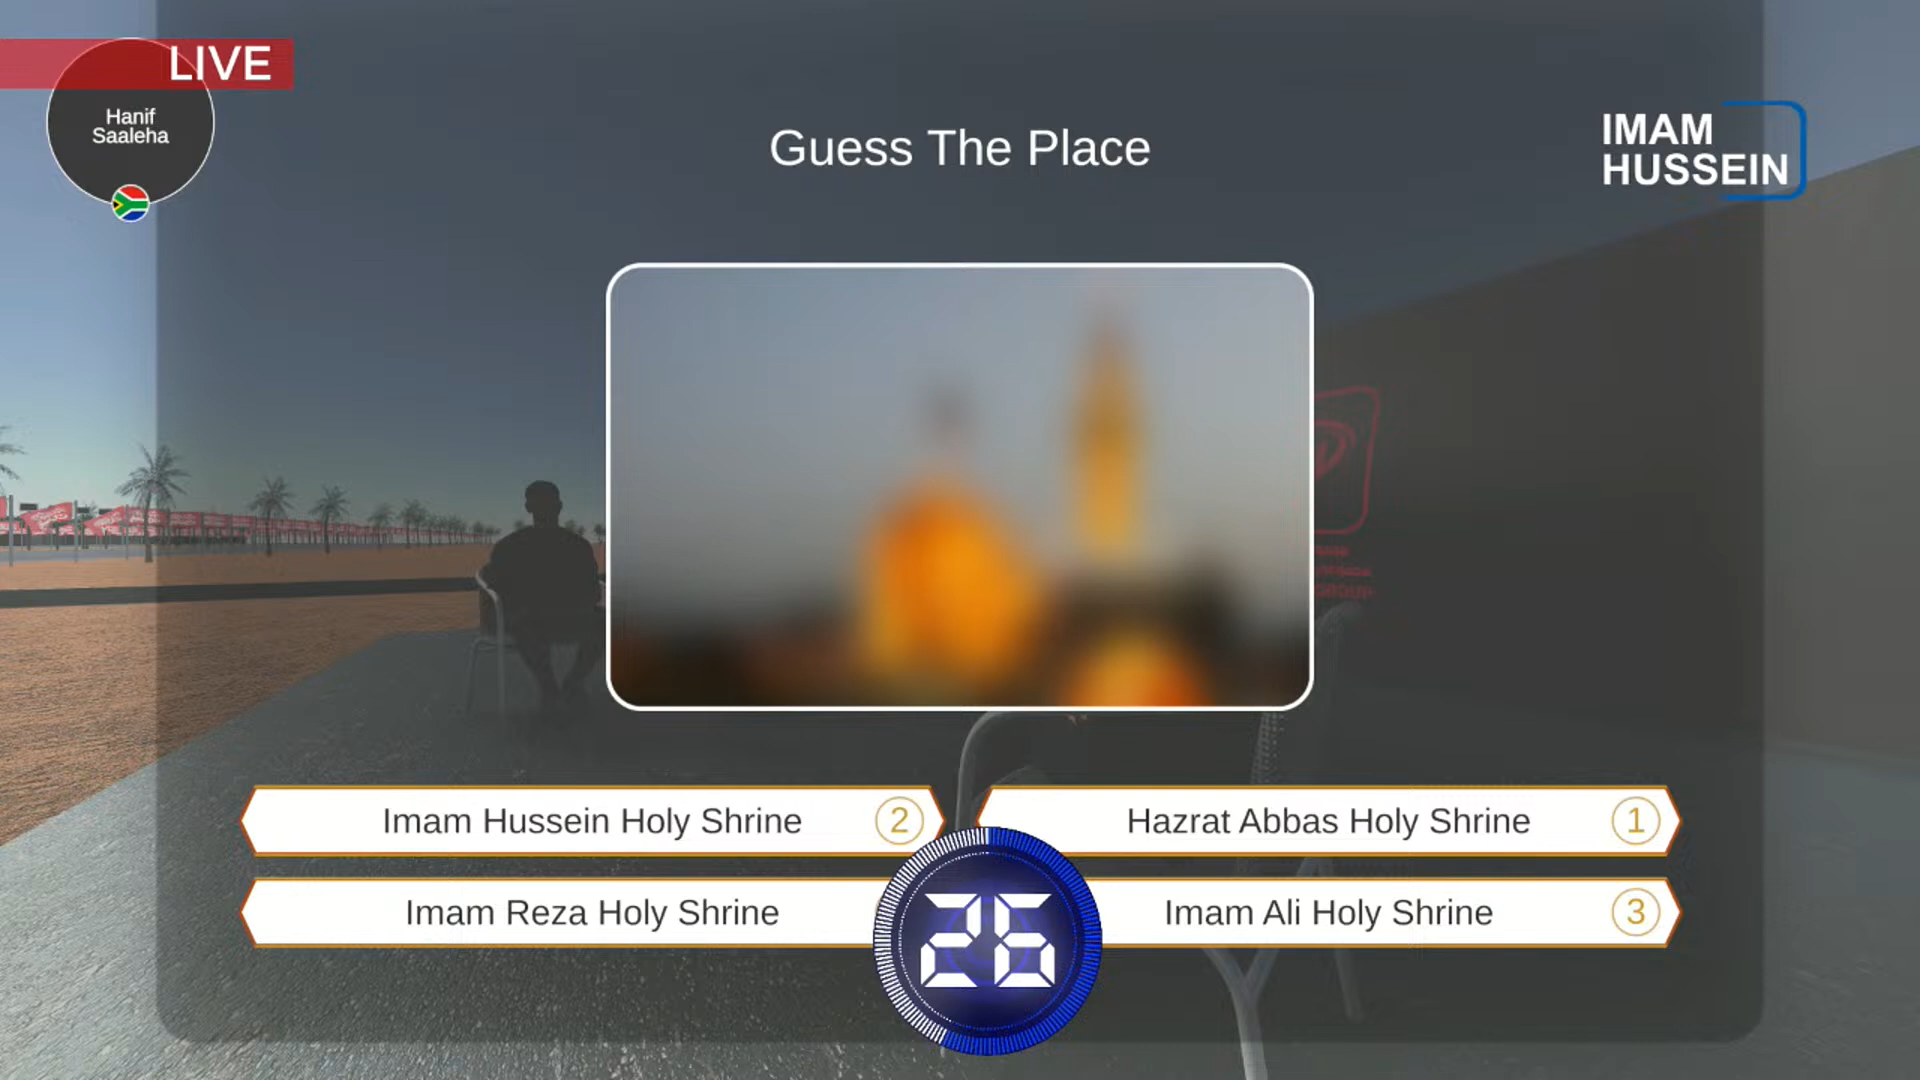 LIVE
Hanif
Saaleha
Guess The Place
IMAM
HUSSEIN
Imam Hussein Holy Shrine 2
Hazrat Abbas Holy Shrine 1
Imam Reza Holy Shrine
Imam Ali Holy Shrine 3
26
GROUP